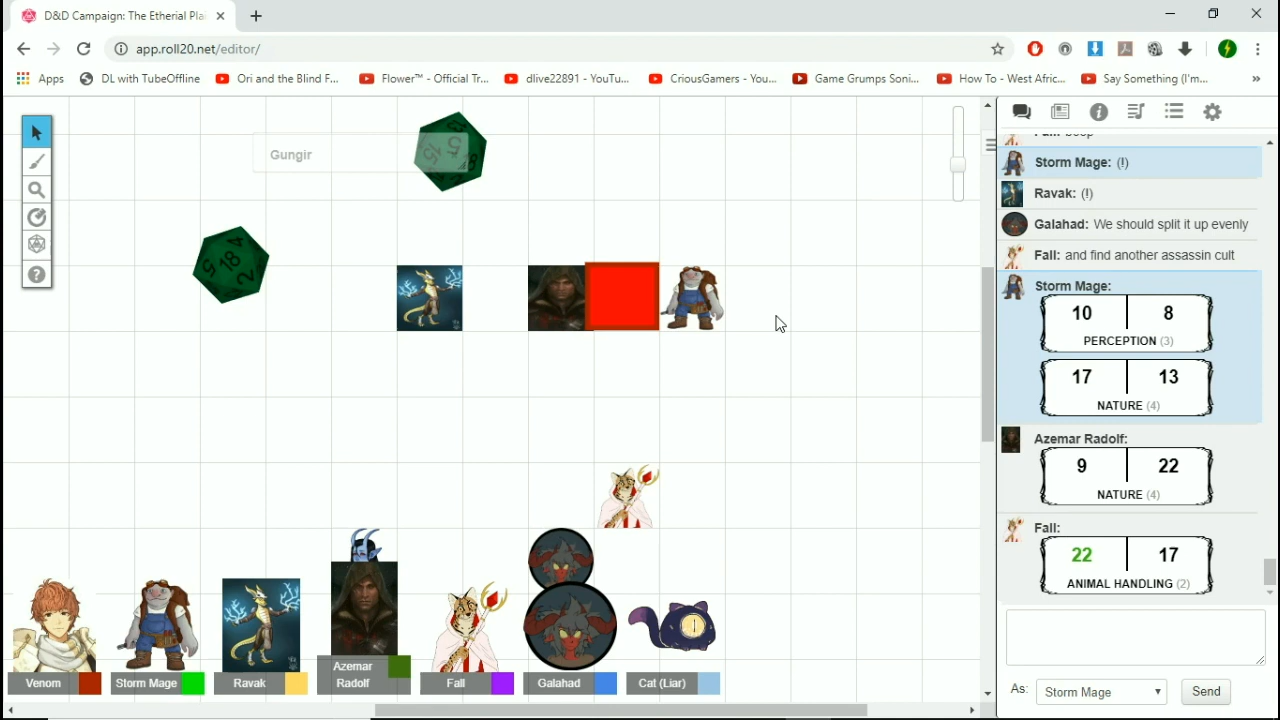 D&D Campaign: The Etherial Plai
app.roll20.net/editor/
Apps DL with TubeOffline Ori and the Blind F... Flower™ - Official Tr... dlive22891 - YouTu... CriousGamers - You... Game Grumps Soni... How To - West Afric... Say Something (I'm...
Gungir
Storm Mage: (!)
Ravak: (!)
Galahad: We should split it up evenly
Fall: and find another assassin cult
Storm Mage:
10 8
PERCEPTION (3)
17 13
NATURE (4)
Azemar Radolf:
9 22
NATURE (4)
Fall:
22 17
ANIMAL HANDLING (2)
18
15
Venom
Storm Mage
Ravak
Azemar
Radolf
Fall
Galahad
Cat (Liar)
As: Storm Mage Send